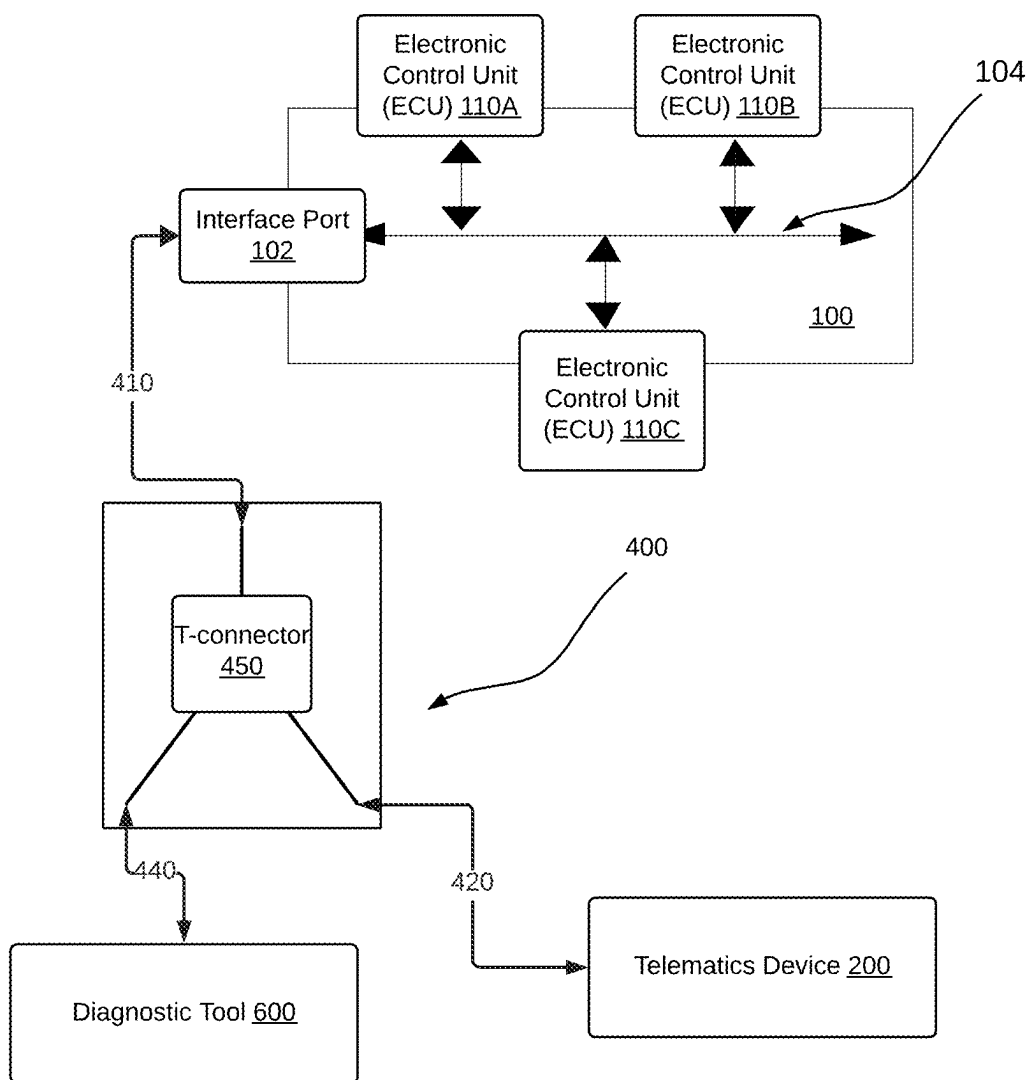 Electronic
Control Unit
(ECU) 110A
Electronic
Control Unit
(ECU) 110B
104
Interface Port
102
100
Electronic
Control Unit
(ECU) 110C
410
400
T-connector
450
440
420
Telematics Device 200
Diagnostic Tool 600